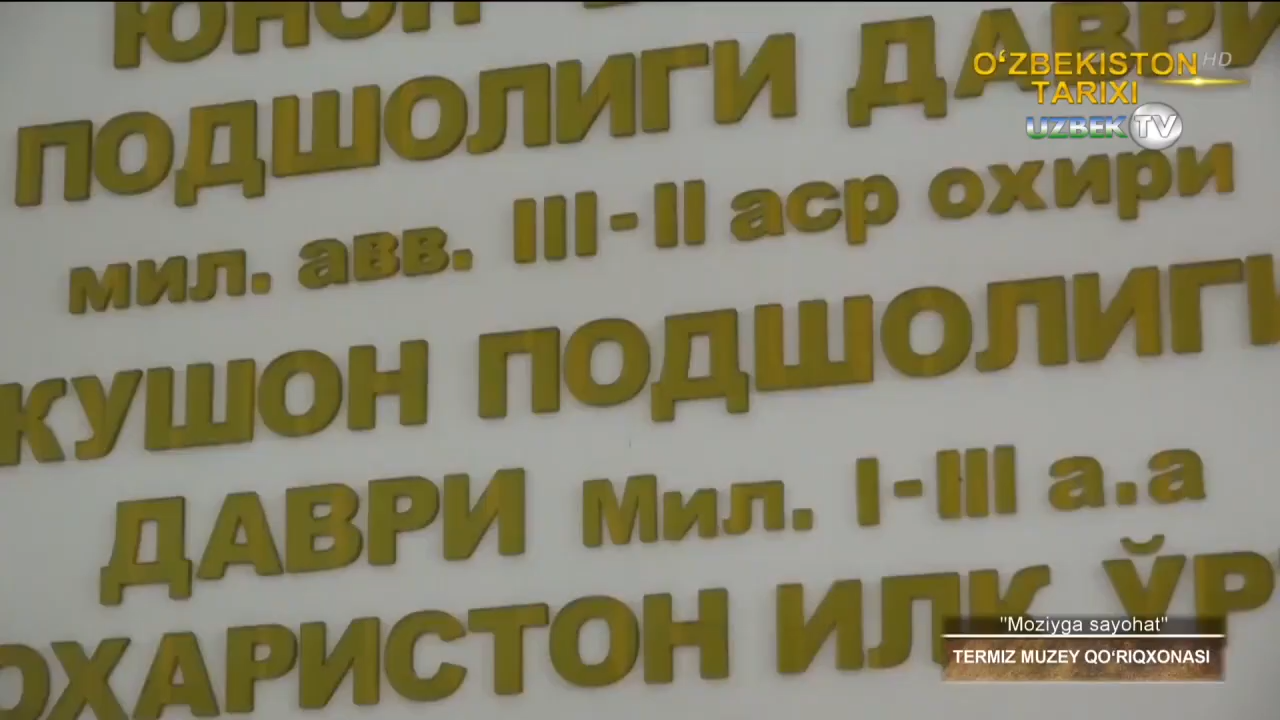 ЮНОН
ПОДШОЛИГИ ДАВРИ
мил. авв. III-II аср охири
КУШОН ПОДШОЛИГИ
ДАВРИ Мил. I-III а.а
ОХАРИСТОН ИЛК ЎР
O‘ZBEKISTON HD
TARIXI
UZBEK TV
"Moziyga sayohat"
TERMIZ MUZEY QO‘RIQXONASI